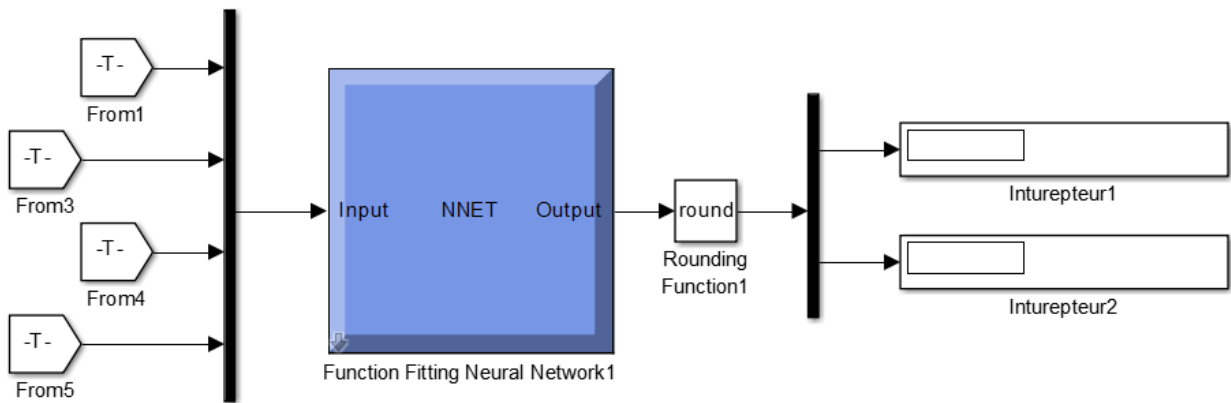 -T-
From1
-T-
From3
-T-
From4
-T-
From5
Input NNET Output
Function Fitting Neural Network1
round
Rounding
Function1
Inturepteur1
Inturepteur2